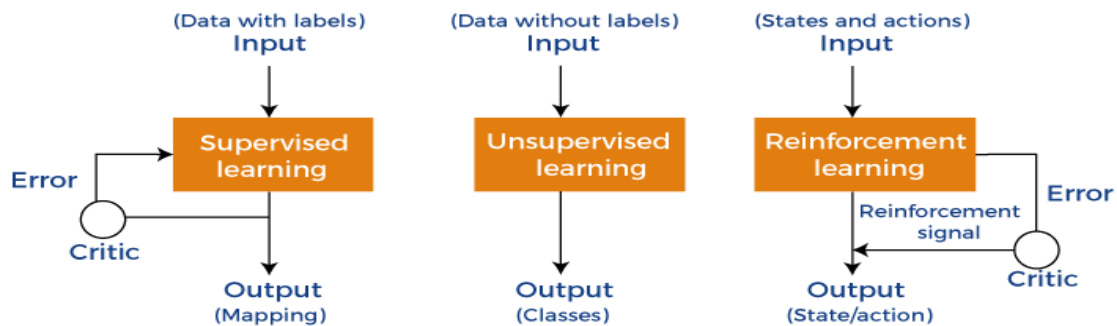 (Data with labels)
Input
Supervised
learning
Error
Critic
Output
(Mapping)
(Data without labels)
Input
Unsupervised
learning
Output
(Classes)
(States and actions)
Input
Reinforcement
learning
Error
Reinforcement
signal
Critic
Output
(State/action)